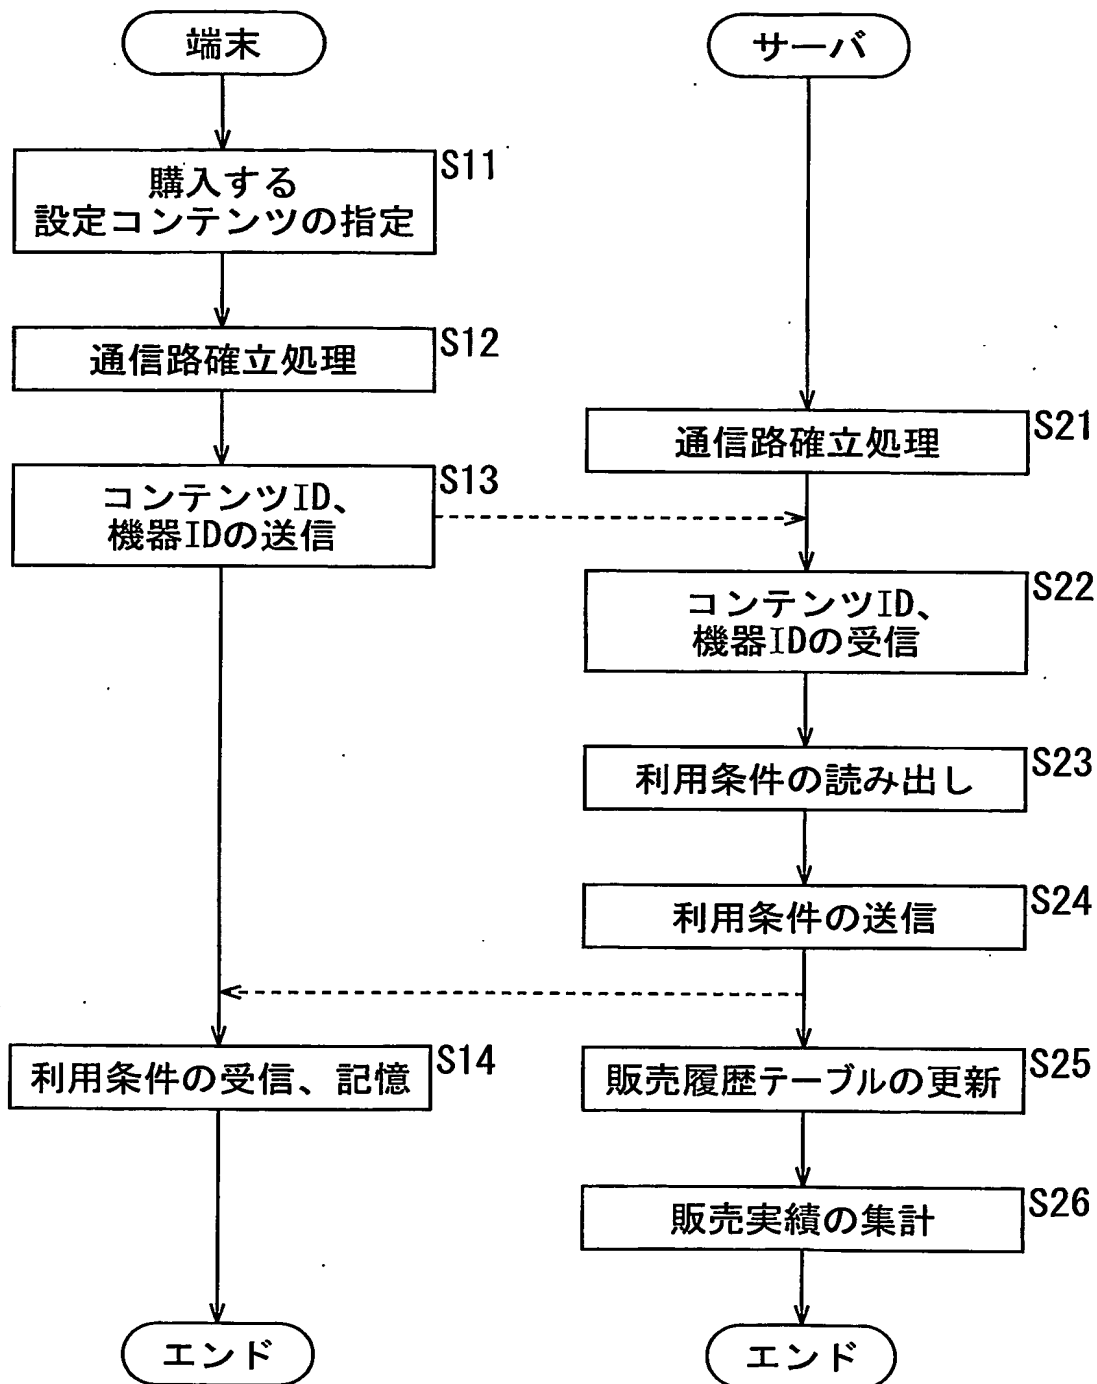 端末
購入する
設定コンテンツの指定
S11
通信路確立処理
S12
コンテンツID、
機器IDの送信
S13
利用条件の受信、記憶
S14
エンド
サーバ
通信路確立処理
S21
コンテンツID、
機器IDの受信
S22
利用条件の読み出し
S23
利用条件の送信
S24
販売履歴テーブルの更新
S25
販売実績の集計
S26
エンド